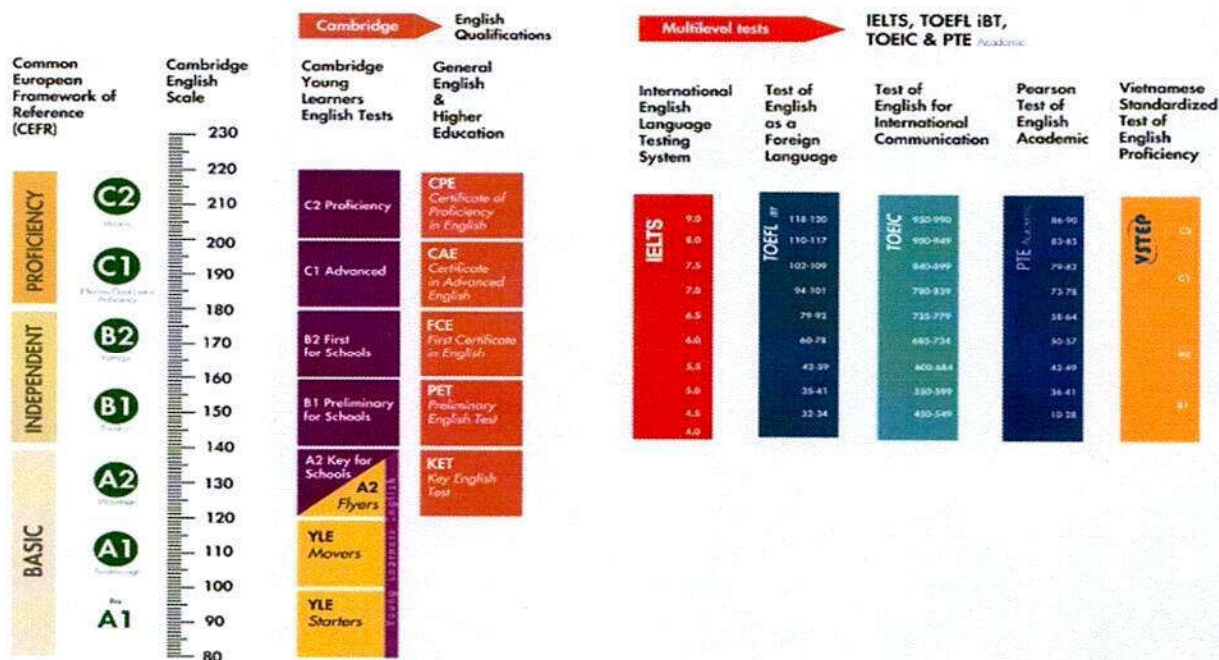 Cambridge
English
Qualifications
Multilevel tests
IELTS, TOEFL iBT,
TOEIC & PTE Academic
Common
European
Framework of
Reference
(CEFR)
Cambridge
English
Scale
Cambridge
Young
Learners
English Tests
General
English
&
Higher
Education
International
English
Language
Testing
System
Test of
English
as a
Foreign
Language
Test of
English for
International
Communication
Pearson
Test of
English
Academic
Vietnamese
Standardized
Test of
English
Proficiency
PROFICIENCY
INDEPENDENT
BASIC
C2
C1
B2
B1
A2
A1
Pre
A1
230
220
210
200
190
180
170
160
150
140
130
120
110
100
90
80
C2 Proficiency
C1 Advanced
B2 First
for Schools
B1 Preliminary
for Schools
A2 Key for
Schools
A2
Flyers
YLE
Movers
YLE
Starters
Young Learners English
CPE
Certificate of
Proficiency
in English
CAE
Certificate
in Advanced
English
FCE
First Certificate
in English
PET
Preliminary
English Test
KET
Key English
Test
IELTS
9.0
8.0
7.5
7.0
6.5
6.0
5.5
5.0
4.5
4.0
TOEFL iBT
118-120
110-117
102-109
94-101
79-93
60-78
35-41
32-34
TOEIC
950-990
900-949
840-899
780-839
735-779
685-734
600-684
550-599
450-549
PTE Academic
86-90
83-85
79-82
73-78
58-64
50-57
42-49
36-41
10-28
VSTEP
C1
B2
B1